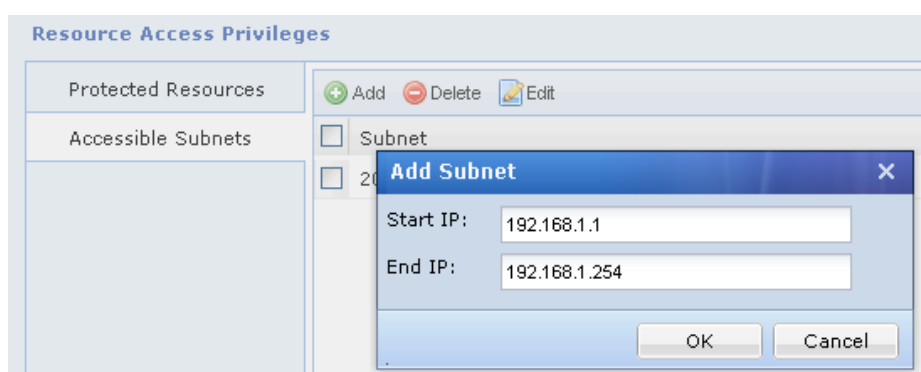 Resource Access Privileges
Protected Resources
Add Delete Edit
Accessible Subnets
Subnet
Add Subnet
Start IP: 192.168.1.1
End IP: 192.168.1.254
OK Cancel